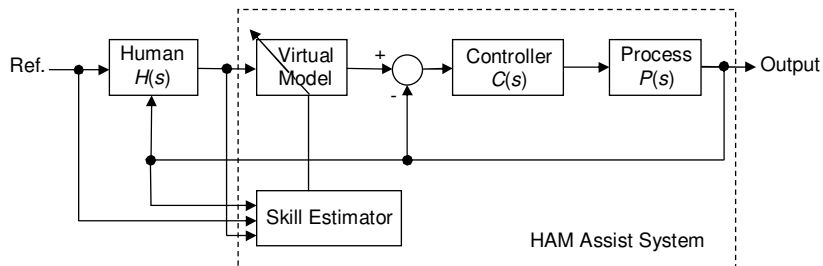 Ref.
Human
H(s)
Virtual
Model
+
-
Controller
C(s)
Process
P(s)
Output
Skill Estimator
HAM Assist System